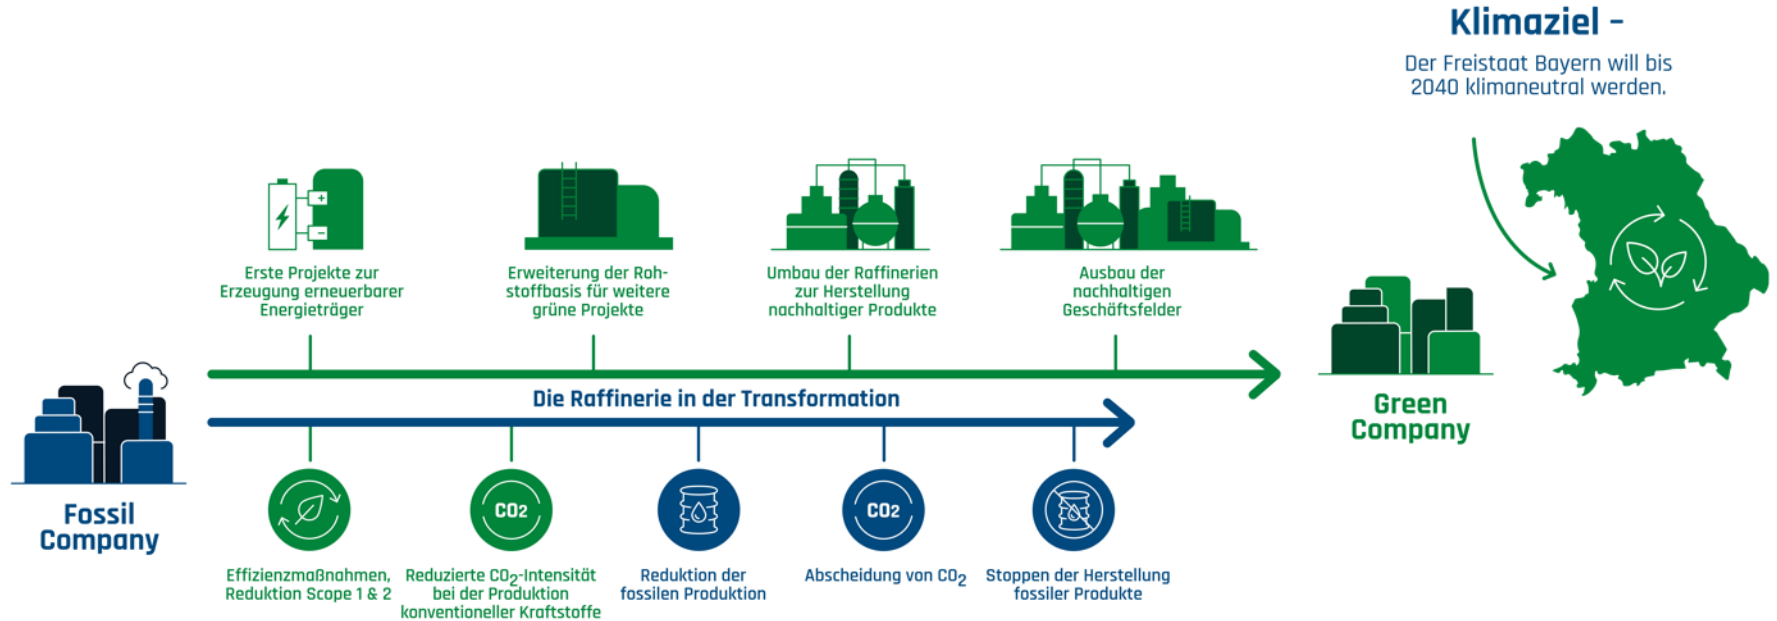 Klimaziel –
Der Freistaat Bayern will bis
2040 klimaneutral werden.
+
−
Erste Projekte zur
Erzeugung erneuerbarer
Energieträger
Erweiterung der Roh-
stoffbasis für weitere
grüne Projekte
Umbau der Raffinerien
zur Herstellung
nachhaltiger Produkte
Ausbau der
nachhaltigen
Geschäftsfelder
Die Raffinerie in der Transformation
Fossil
Company
Green
Company
CO2
CO2
Effizienzmaßnahmen,
Reduktion Scope 1 & 2
Reduzierte CO₂-Intensität
bei der Produktion
konventioneller Kraftstoffe
Reduktion der
fossilen Produktion
Abscheidung von CO₂
Stoppen der Herstellung
fossiler Produkte